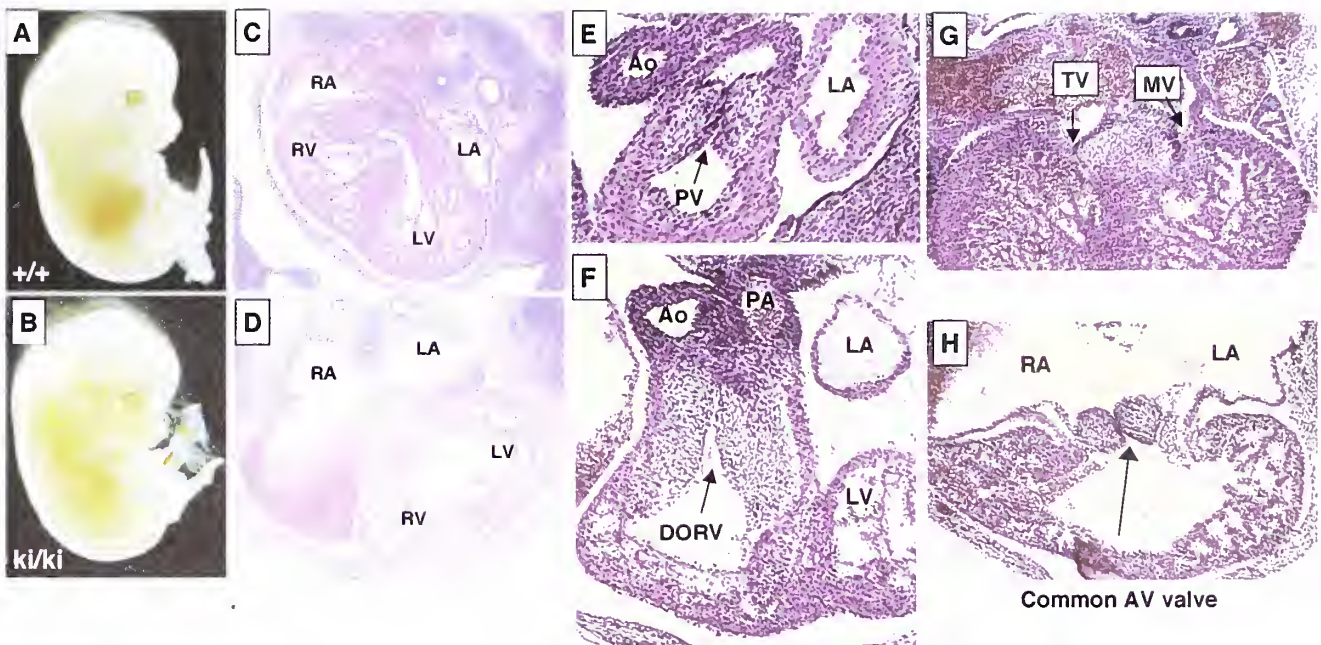 A
+/+
B
ki/ki
C
RA
RV
LA
LV
D
LA
RA
LV
RV
E
Ao
LA
PV
F
Ao
PA
LA
LV
DORV
G
TV
MV
H
RA
LA
Common AV valve